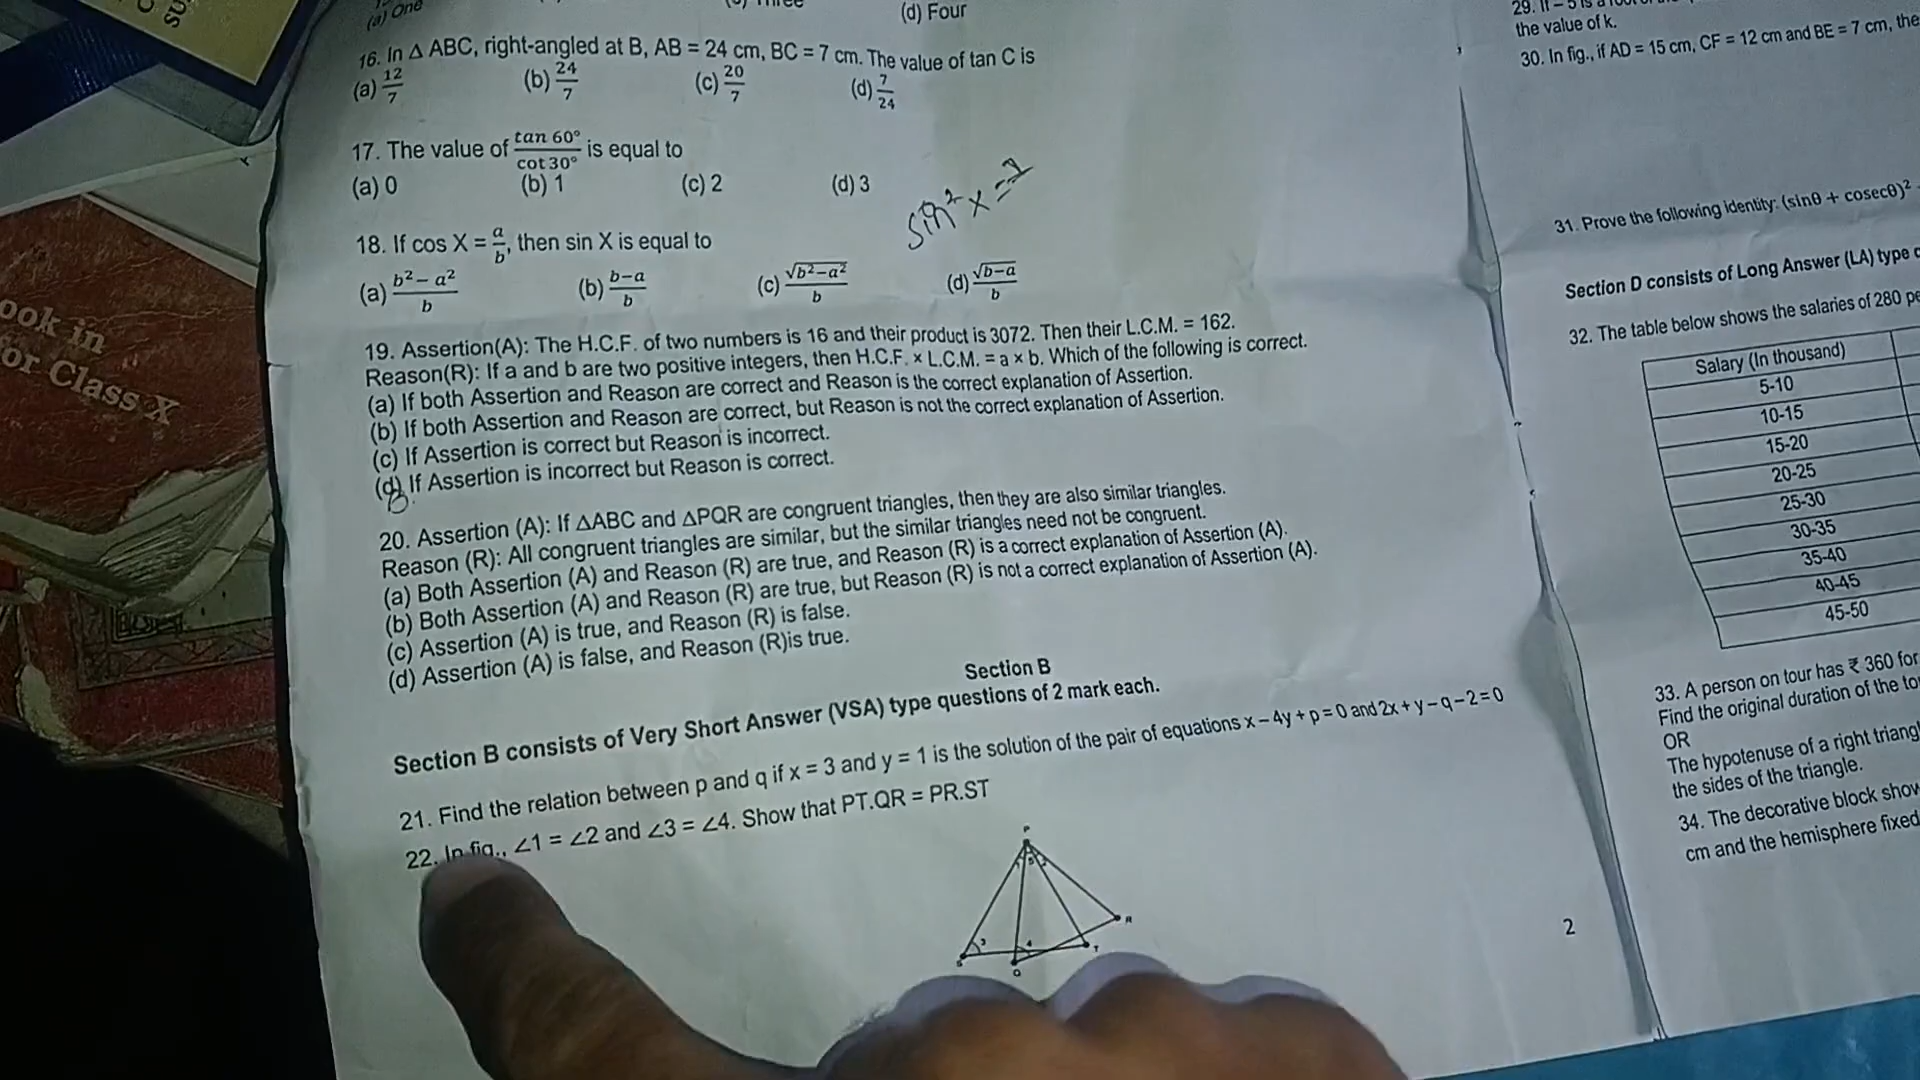 (a) One
(d) Four
16. In Δ ABC, right-angled at B, AB = 24 cm, BC = 7 cm. The value of tan C is
(a) 12/7 (b) 24/7 (c) 20/7 (d) 7/24
17. The value of tan 60°/cot 30° is equal to
(a) 0 (b) 1 (c) 2 (d) 3
sin² x = 1
18. If cos X = a/b, then sin X is equal to
(a) b² – a²/b (b) b–a/b (c) √b²–a²/b (d) √b–a/b
19. Assertion(A): The H.C.F. of two numbers is 16 and their product is 3072. Then their L.C.M. = 162.
Reason(R): If a and b are two positive integers, then H.C.F. × L.C.M. = a × b. Which of the following is correct.
(a) If both Assertion and Reason are correct and Reason is the correct explanation of Assertion.
(b) If both Assertion and Reason are correct, but Reason is not the correct explanation of Assertion.
(c) If Assertion is correct but Reason is incorrect.
(d) If Assertion is incorrect but Reason is correct.
20. Assertion (A): If ΔABC and ΔPQR are congruent triangles, then they are also similar triangles.
Reason (R): All congruent triangles are similar, but the similar triangles need not be congruent.
(a) Both Assertion (A) and Reason (R) are true, and Reason (R) is a correct explanation of Assertion (A).
(b) Both Assertion (A) and Reason (R) are true, but Reason (R) is not a correct explanation of Assertion (A).
(c) Assertion (A) is true, and Reason (R) is false.
(d) Assertion (A) is false, and Reason (R)is true.
Section B
Section B consists of Very Short Answer (VSA) type questions of 2 mark each.
21. Find the relation between p and q if x = 3 and y = 1 is the solution of the pair of equations x – 4y + p = 0 and 2x + y – q – 2 = 0
22. In fig., ∠1 = ∠2 and ∠3 = ∠4. Show that PT.QR = PR.ST
P
3
4
S
Q
T
R
2
the value of k.
30. In fig., if AD = 15 cm, CF = 12 cm and BE = 7 cm, the
31. Prove the following identity: (sinθ + cosecθ)²
Section D consists of Long Answer (LA) type
32. The table below shows the salaries of 280 pe
Salary (In thousand)
5-10
10-15
15-20
20-25
25-30
30-35
35-40
40-45
45-50
33. A person on tour has ₹ 360 for
Find the original duration of the to
OR
The hypotenuse of a right triang
the sides of the triangle.
34. The decorative block show
cm and the hemisphere fixed
ook in
or Class X